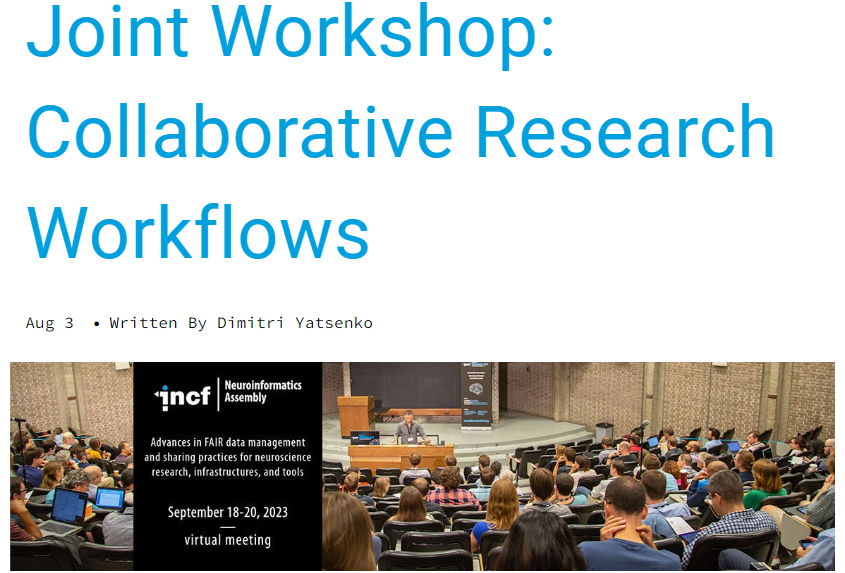 Joint Workshop:
Collaborative Research
Workflows
Aug 3 • Written By Dimitri Yatsenko
incf
Neuroinformatics
Assembly
Advances in FAIR data management
and sharing practices for neuroscience
research, infrastructures, and tools
September 18-20, 2023
virtual meeting